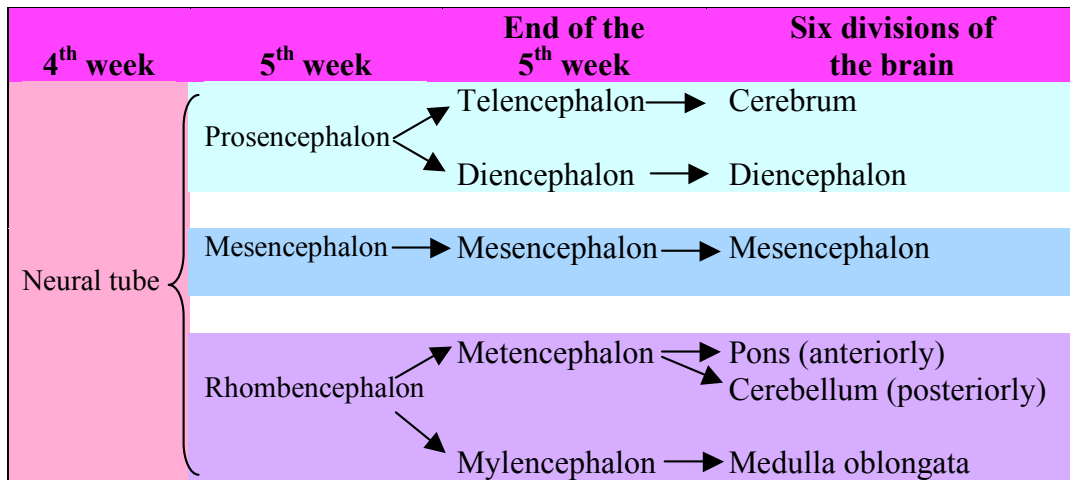 4th week 5th week End of the 5th week Six divisions of the brain
Telencephalon Cerebrum
Prosencephalon
Diencephalon Diencephalon
Mesencephalon Mesencephalon Mesencephalon
Neural tube
Metencephalon Pons (anteriorly)
Rhombencephalon Cerebellum (posteriorly)
Mylencephalon Medulla oblongata